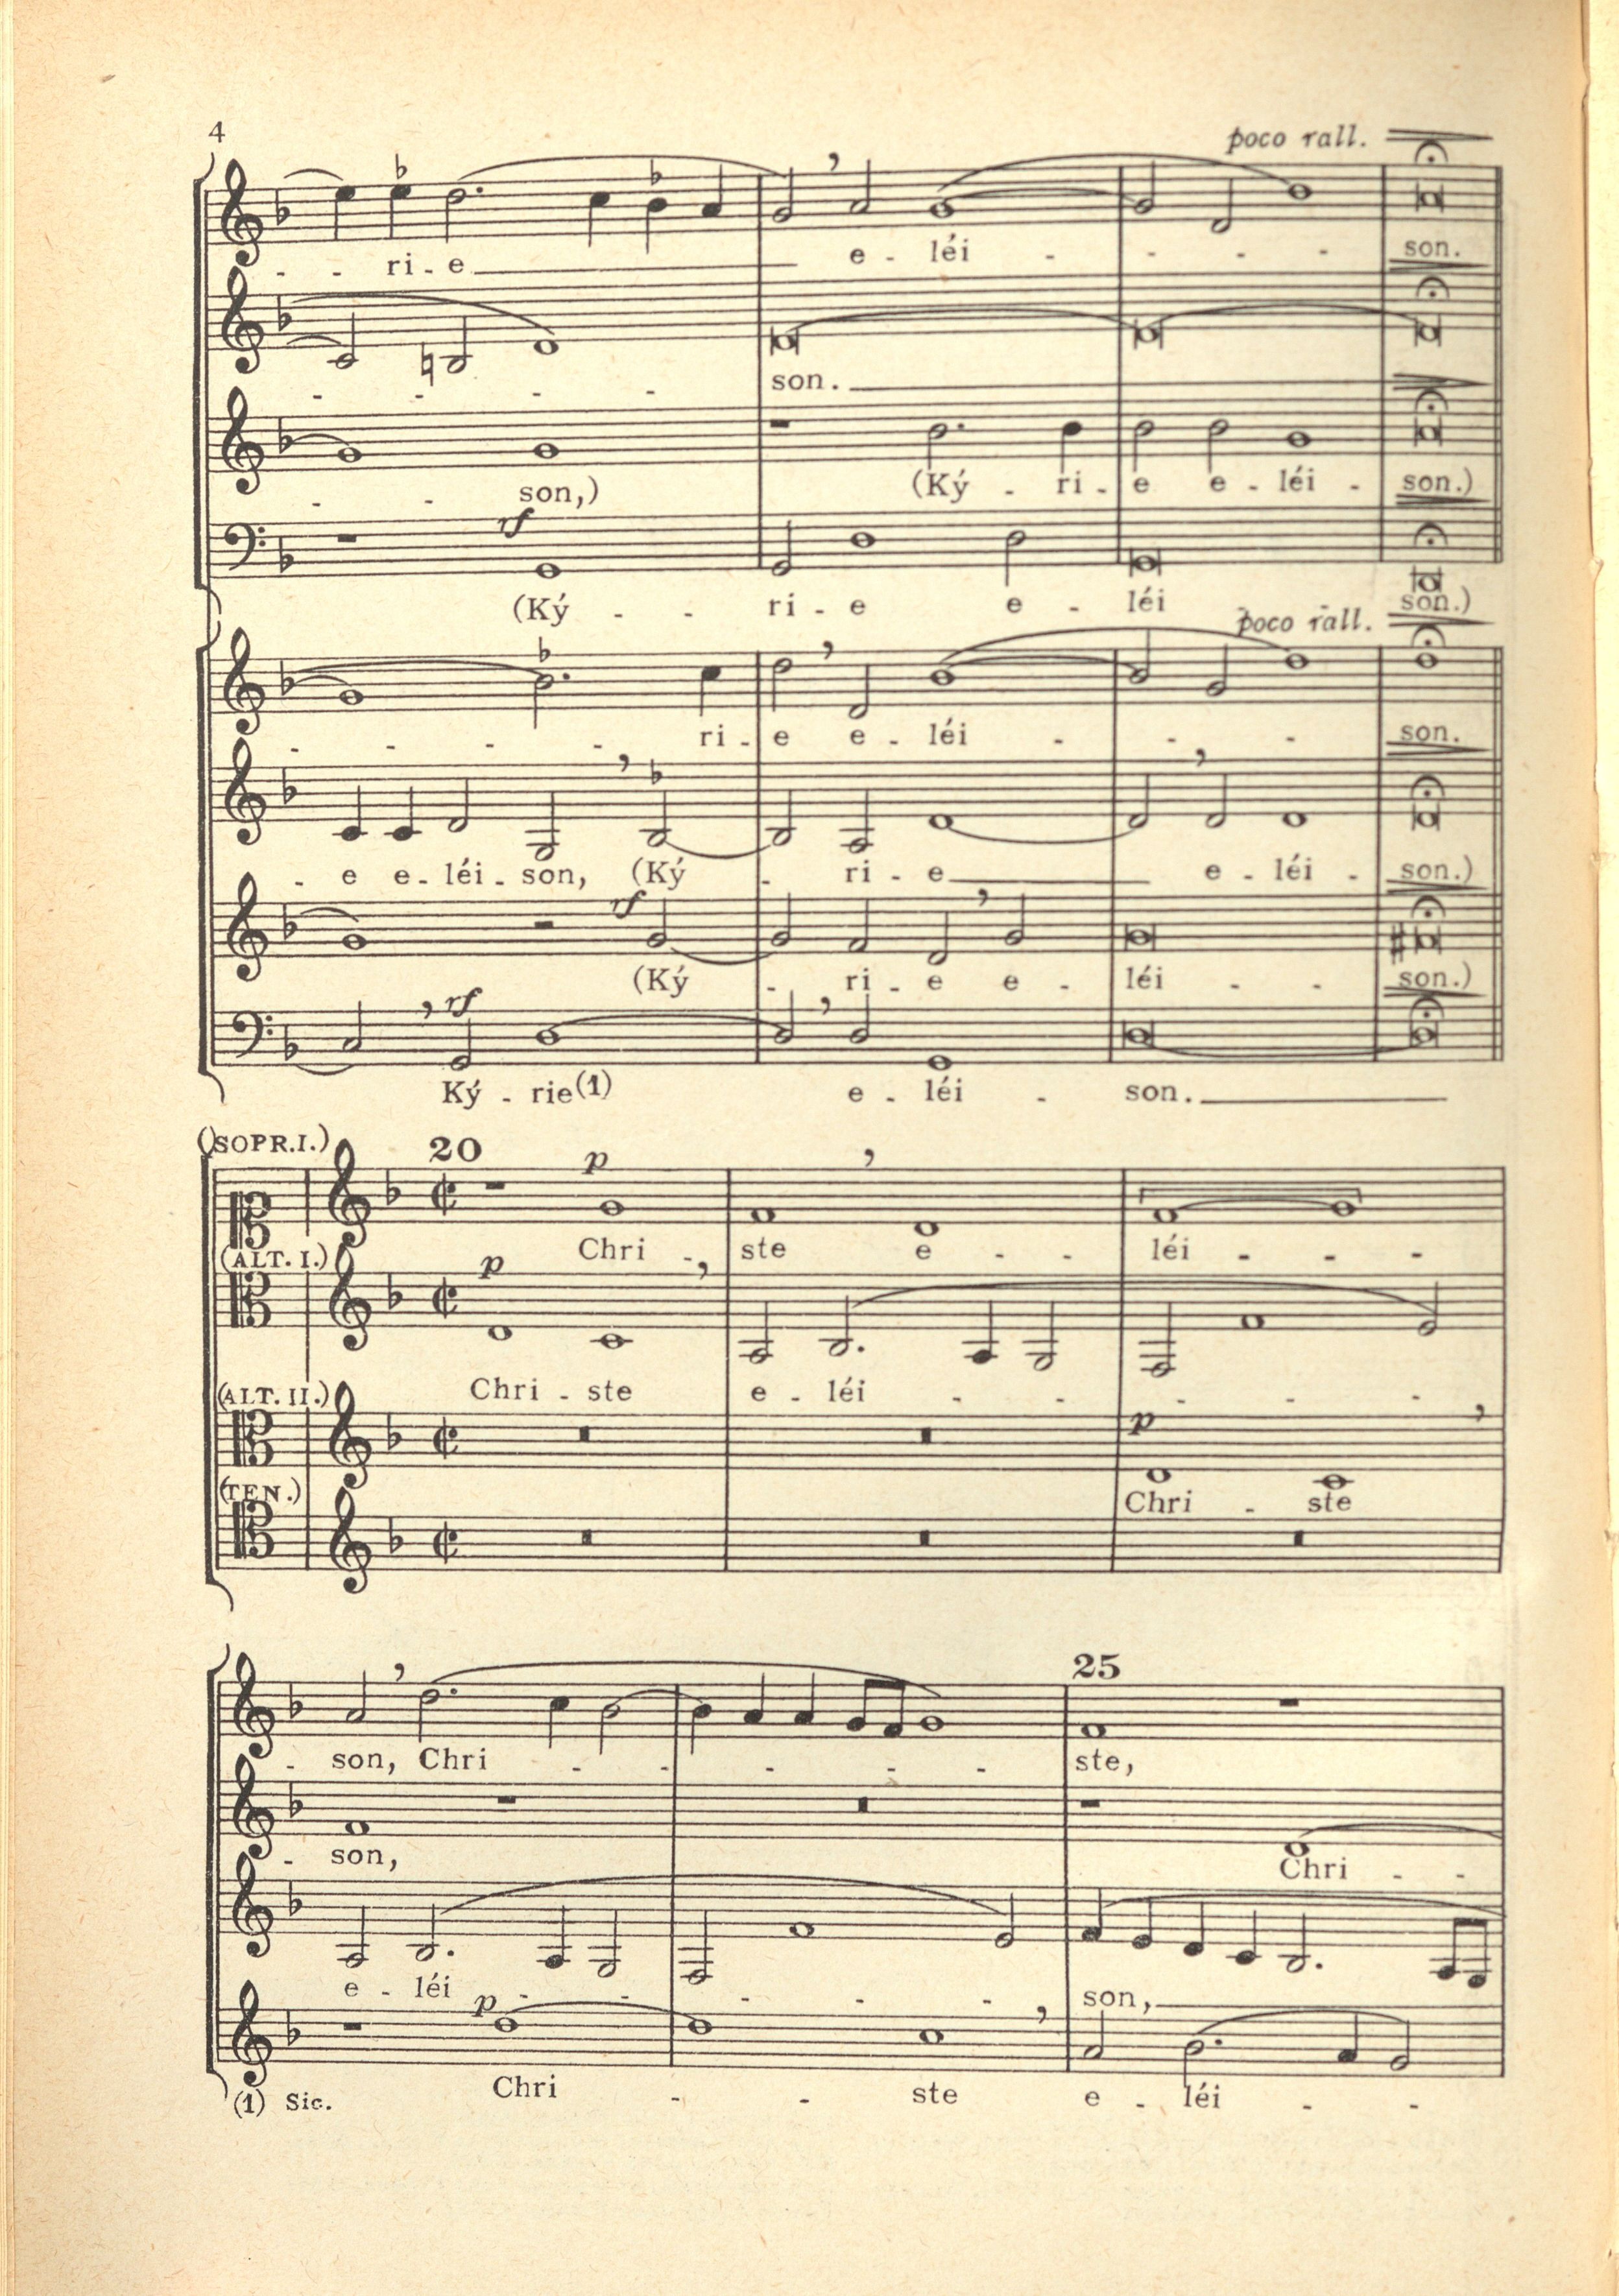 4
poco rall.
- - ri - e e - léi - - - - son.
- - - - son.
- - son,) (Ký - ri - e e - léi - son.)
rf
(Ký - - ri - e e - léi - - son.)
poco rall.
- - - - ri - e e - léi - - - son.
- e e - léi - son, (Ký - ri - e e - léi - son.)
rf
(Ký - ri - e e - léi - - son.)
rf
Ký - rie(1) e - léi - son.
(SOPR.I.) 20 p
Chri - ste e - - léi - - -
(ALT. I.) p
Chri - ste e - léi - - - - -
(ALT. II.) p
Chri - ste
(TEN.)
25
- son, Chri - - - - - ste,
- son, Chri - -
e - léi - - - - - son,
p
Chri - - ste e - léi - -
(1) Sic.